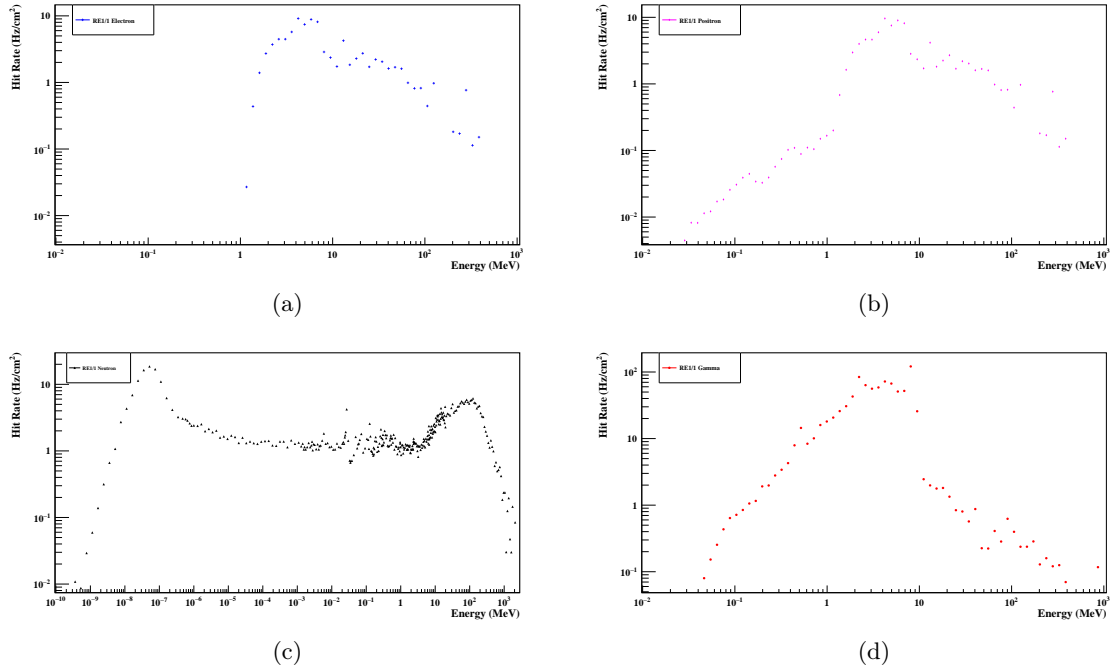 Hit Rate (Hz/cm²)
RE1/1 Electron
10
1
10⁻¹
10⁻²
10⁻² 10⁻¹ 1 10 10² 10³
Energy (MeV)
(a)
Hit Rate (Hz/cm²)
RE1/1 Positron
10
1
10⁻¹
10⁻²
10⁻² 10⁻¹ 1 10 10² 10³
Energy (MeV)
(b)
Hit Rate (Hz/cm²)
RE1/1 Neutron
10
1
10⁻¹
10⁻²
10⁻¹⁰ 10⁻⁹ 10⁻⁸ 10⁻⁷ 10⁻⁶ 10⁻⁵ 10⁻⁴ 10⁻³ 10⁻² 10⁻¹ 1 10 10² 10³
Energy (MeV)
(c)
Hit Rate (Hz/cm²)
RE1/1 Gamma
10²
10
1
10⁻¹
10⁻² 10⁻¹ 1 10 10² 10³
Energy (MeV)
(d)